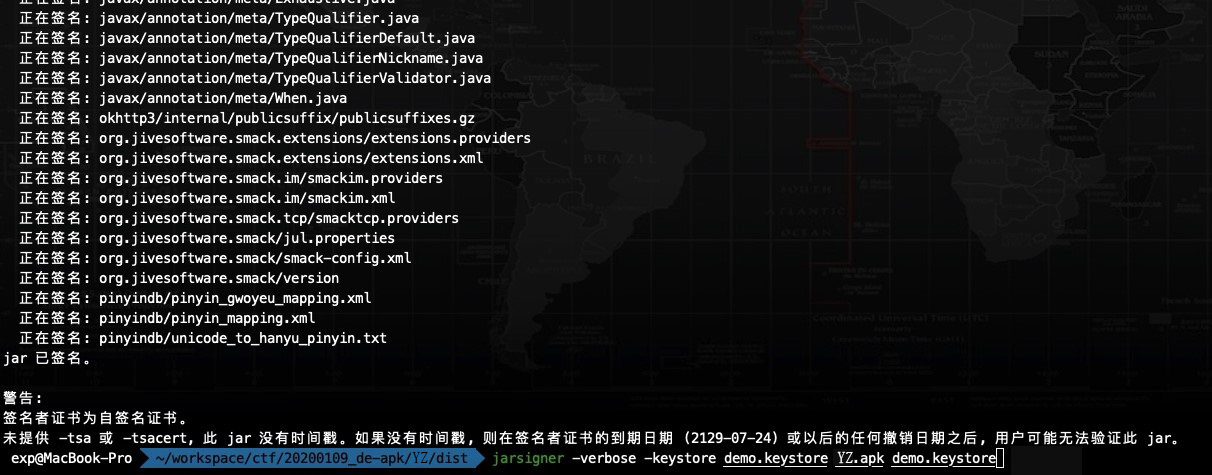 javax/annotation/meta/TypeQualifier.java
正在签名: javax/annotation/meta/TypeQualifier.java
正在签名: javax/annotation/meta/TypeQualifierDefault.java
正在签名: javax/annotation/meta/TypeQualifierNickname.java
正在签名: javax/annotation/meta/TypeQualifierValidator.java
正在签名: javax/annotation/meta/When.java
正在签名: okhttp3/internal/publicsuffix/publicsuffixes.gz
正在签名: org.jivesoftware.smack.extensions/extensions.providers
正在签名: org.jivesoftware.smack.extensions/extensions.xml
正在签名: org.jivesoftware.smack.im/smackim.providers
正在签名: org.jivesoftware.smack.im/smackim.xml
正在签名: org.jivesoftware.smack.tcp/smacktcp.providers
正在签名: org.jivesoftware.smack/jul.properties
正在签名: org.jivesoftware.smack/smack-config.xml
正在签名: org.jivesoftware.smack/version
正在签名: pinyindb/pinyin_gwoyeu_mapping.xml
正在签名: pinyindb/pinyin_mapping.xml
正在签名: pinyindb/unicode_to_hanyu_pinyin.txt
jar 已签名。
警告:
签名者证书为自签名证书。
未提供 -tsa 或 -tsacert, 此 jar 没有时间戳。如果没有时间戳, 则在签名者证书的到期日期 (2129-07-24) 或以后的任何撤销日期之后, 用户可能无法验证此 jar。
exp@MacBook-Pro ~/workspace/ctf/20200109_de-apk/YZ/dist jarsigner -verbose -keystore demo.keystore YZ.apk demo.keystore